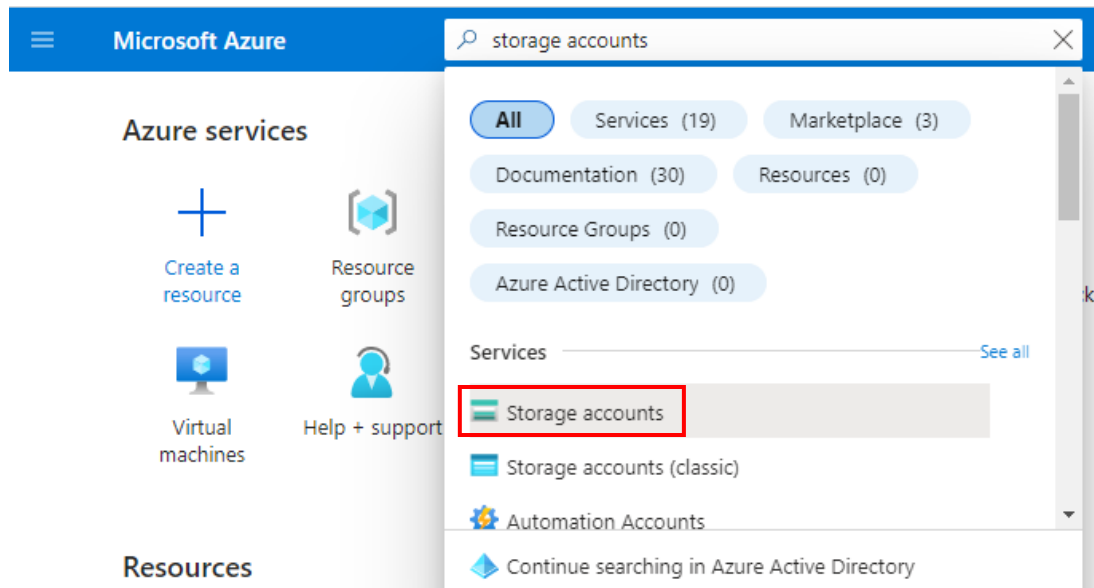 Microsoft Azure
storage accounts
Azure services
Create a
resource
Resource
groups
Virtual
machines
Help + support
Resources
All
Services (19)
Marketplace (3)
Documentation (30)
Resources (0)
Resource Groups (0)
Azure Active Directory (0)
Services
See all
Storage accounts
Storage accounts (classic)
Automation Accounts
Continue searching in Azure Active Directory